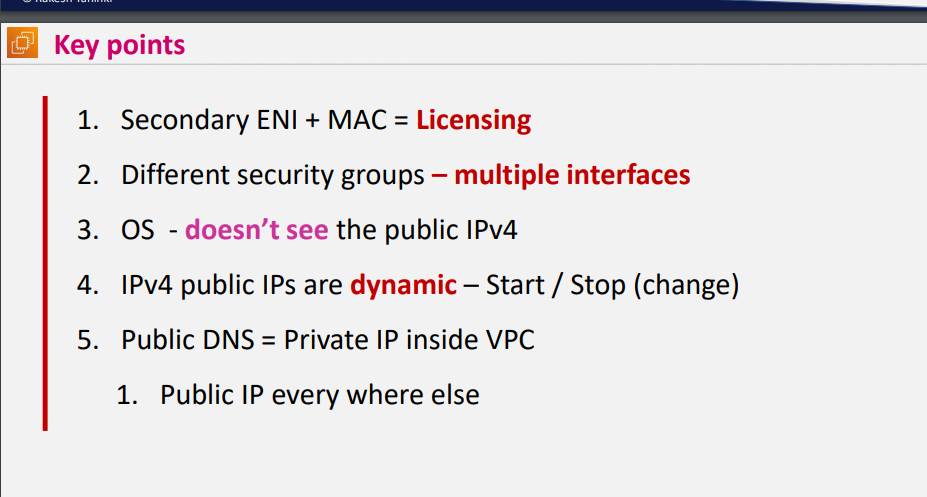 Key points
1. Secondary ENI + MAC = Licensing
2. Different security groups – multiple interfaces
3. OS - doesn’t see the public IPv4
4. IPv4 public IPs are dynamic – Start / Stop (change)
5. Public DNS = Private IP inside VPC
1. Public IP every where else